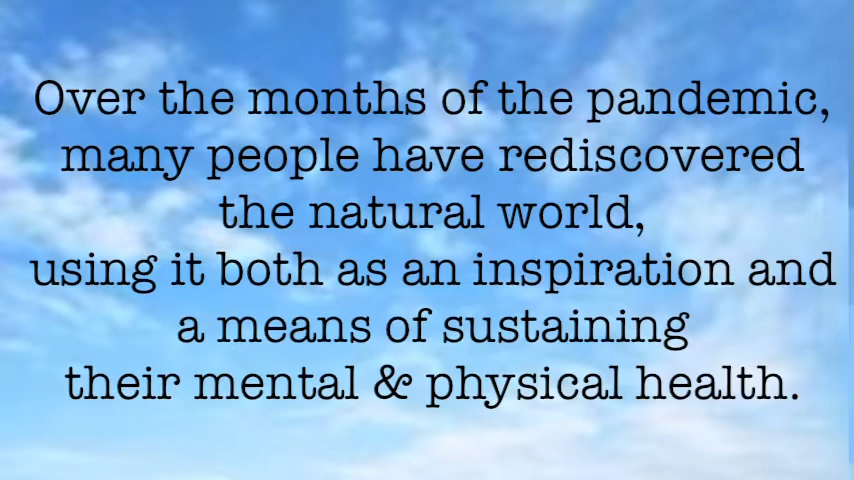 Over the months of the pandemic,
many people have rediscovered
the natural world,
using it both as an inspiration and
a means of sustaining
their mental & physical health.